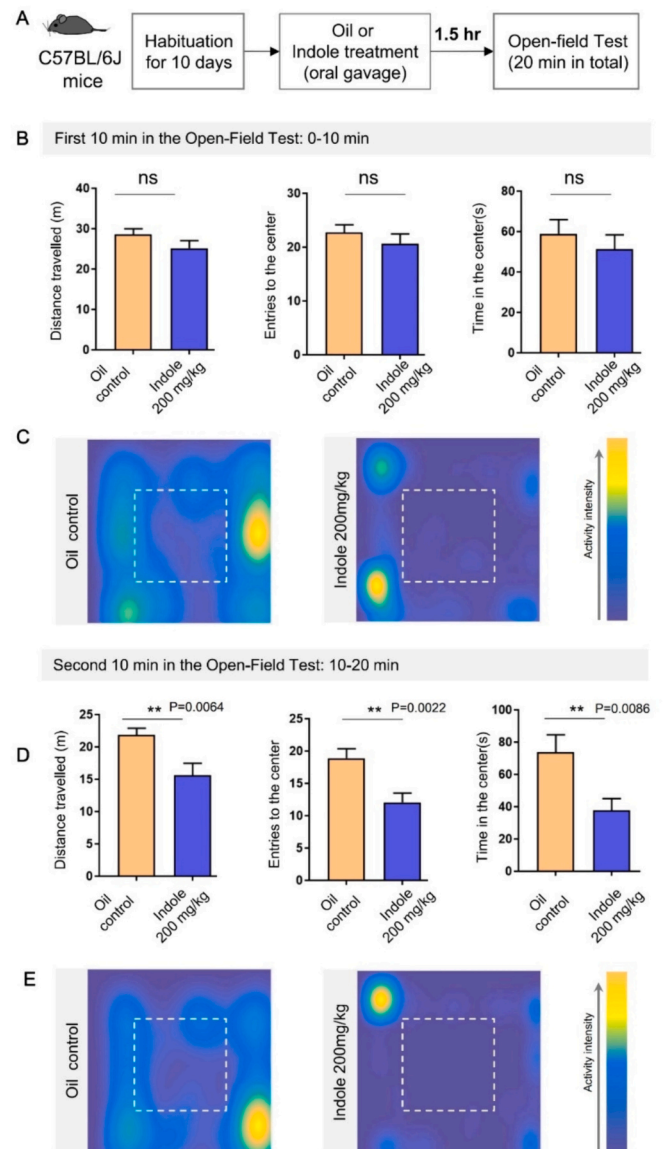 A
C57BL/6J
mice
Habituation
for 10 days
Oil or
Indole treatment
(oral gavage)
1.5 hr
Open-field Test
(20 min in total)
B
First 10 min in the Open-Field Test: 0-10 min
ns
Distance travelled (m)
40
30
20
10
0
Oil
control
Indole
200 mg/kg
ns
Entries to the center
30
20
10
0
Oil
control
Indole
200 mg/kg
ns
Time in the center(s)
80
60
40
20
0
Oil
control
Indole
200 mg/kg
C
Oil control
Indole 200mg/kg
Activity intensity
Second 10 min in the Open-Field Test: 10-20 min
D
** P=0.0064
Distance travelled (m)
25
20
15
10
5
0
Oil
control
Indole
200 mg/kg
** P=0.0022
Entries to the center
25
20
15
10
5
0
Oil
control
Indole
200 mg/kg
** P=0.0086
Time in the center(s)
100
80
60
40
20
0
Oil
control
Indole
200 mg/kg
E
Oil control
Indole 200mg/kg
Activity intensity